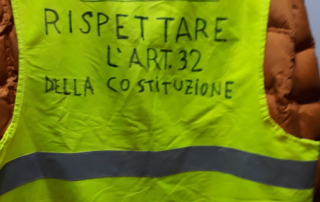 RISPETTARE
L'ART. 32
DELLA COSTITUZIONE